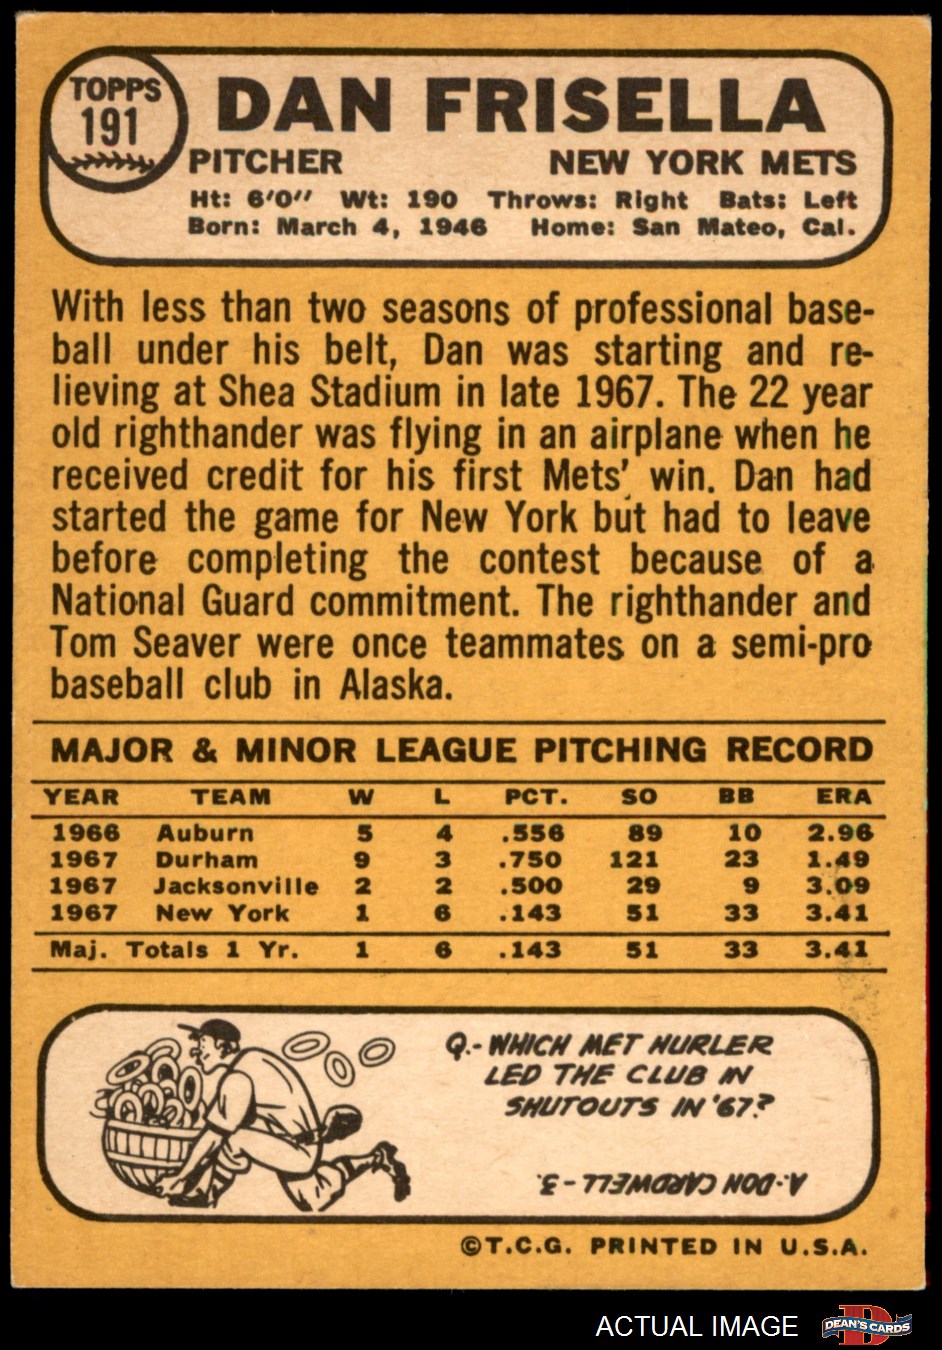 TOPPS
191
DAN FRISELLA
PITCHER NEW YORK METS
Ht: 6'0" Wt: 190 Throws: Right Bats: Left
Born: March 4, 1946 Home: San Mateo, Cal.
With less than two seasons of professional base-
ball under his belt, Dan was starting and re-
lieving at Shea Stadium in late 1967. The 22 year
old righthander was flying in an airplane when he
received credit for his first Mets' win. Dan had
started the game for New York but had to leave
before completing the contest because of a
National Guard commitment. The righthander and
Tom Seaver were once teammates on a semi-pro
baseball club in Alaska.
MAJOR & MINOR LEAGUE PITCHING RECORD
YEAR TEAM W L PCT. SO BB ERA
1966 Auburn 5 4 .556 89 10 2.96
1967 Durham 9 3 .750 121 23 1.49
1967 Jacksonville 2 2 .500 29 9 3.09
1967 New York 1 6 .143 51 33 3.41
Maj. Totals 1 Yr. 1 6 .143 51 33 3.41
Q.- WHICH MET HURLER
LED THE CLUB IN
SHUTOUTS IN '67?
A.-DON CARDWELL - 3.
©T.C.G. PRINTED IN U.S.A.
ACTUAL IMAGE
D
DEAN'S CARDS